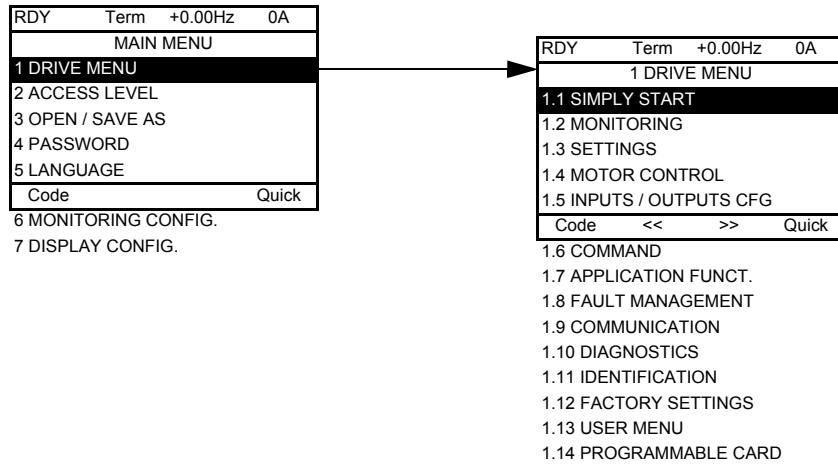 RDY Term +0.00Hz 0A
MAIN MENU
1 DRIVE MENU
2 ACCESS LEVEL
3 OPEN / SAVE AS
4 PASSWORD
5 LANGUAGE
Code Quick
6 MONITORING CONFIG.
7 DISPLAY CONFIG.
RDY Term +0.00Hz 0A
1 DRIVE MENU
1.1 SIMPLY START
1.2 MONITORING
1.3 SETTINGS
1.4 MOTOR CONTROL
1.5 INPUTS / OUTPUTS CFG
Code << >> Quick
1.6 COMMAND
1.7 APPLICATION FUNCT.
1.8 FAULT MANAGEMENT
1.9 COMMUNICATION
1.10 DIAGNOSTICS
1.11 IDENTIFICATION
1.12 FACTORY SETTINGS
1.13 USER MENU
1.14 PROGRAMMABLE CARD